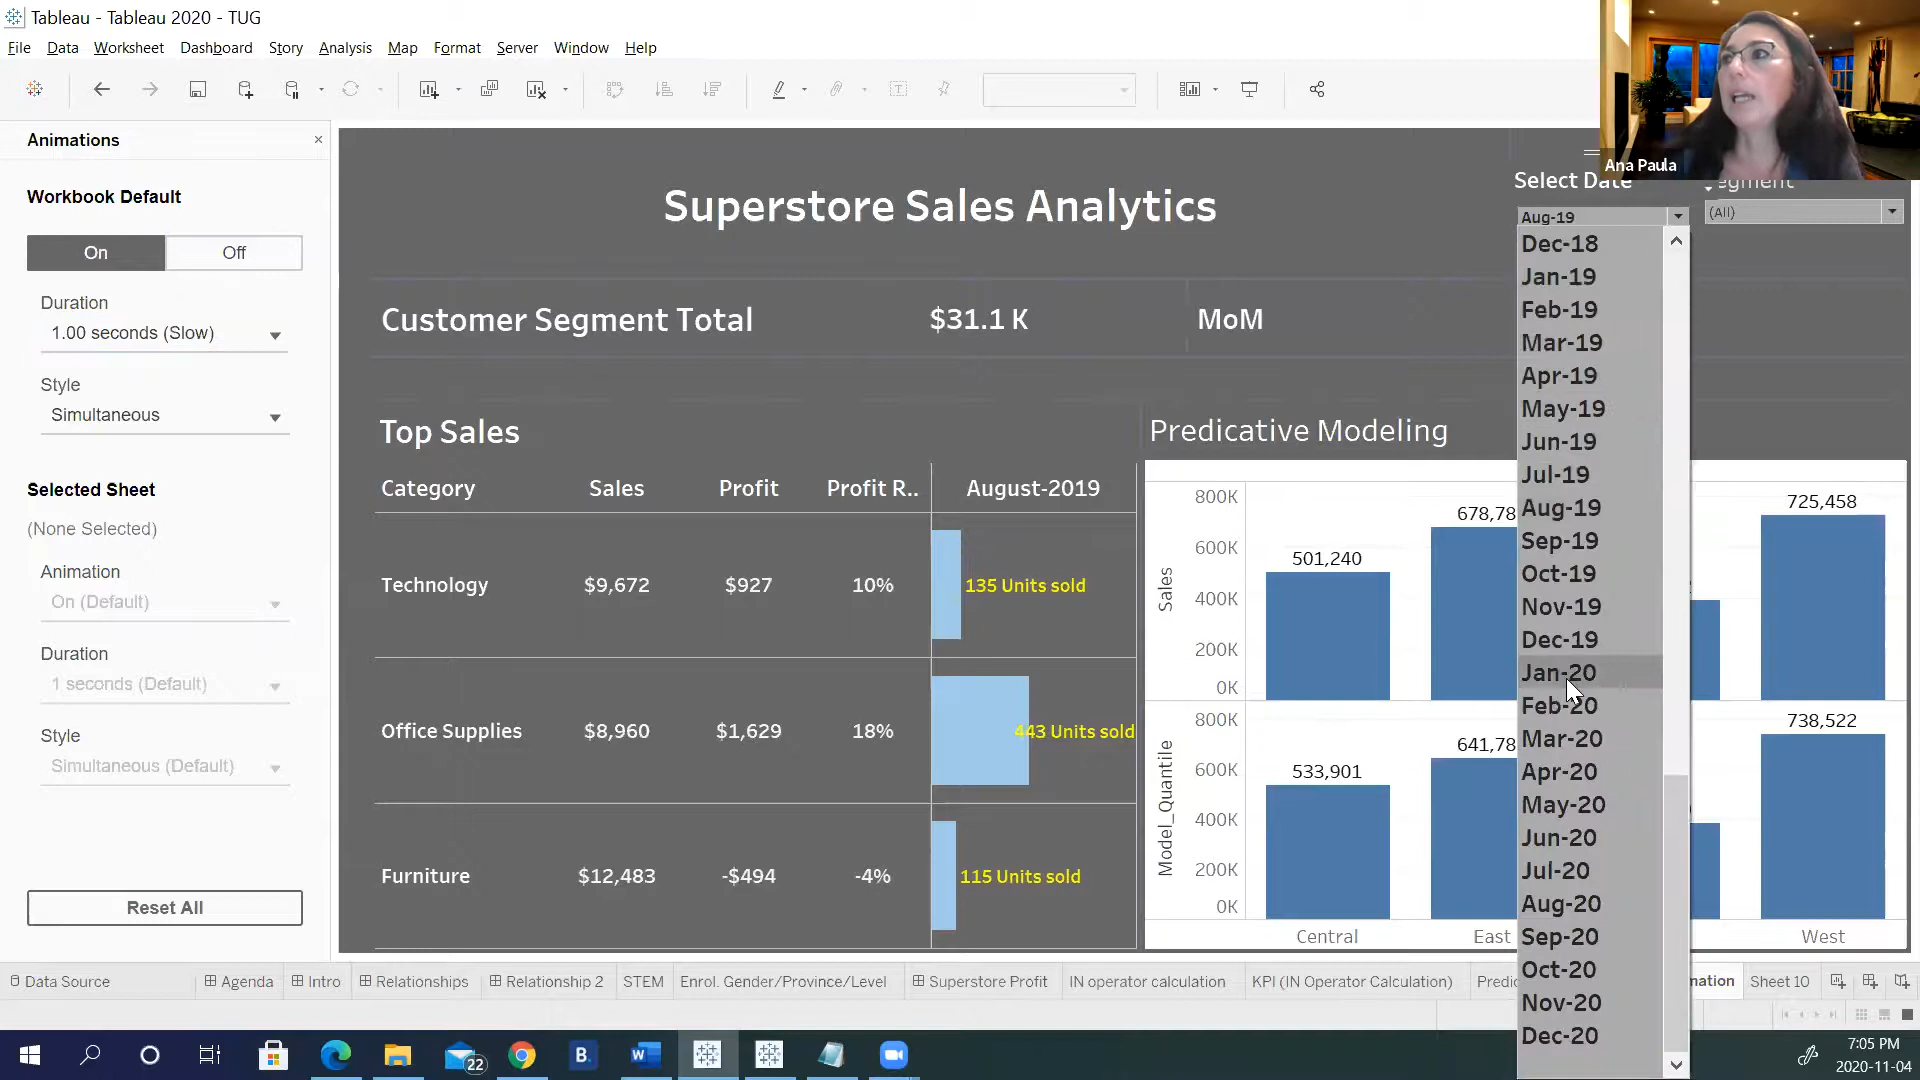 Tableau - Tableau 2020 - TUG
File Data Worksheet Dashboard Story Analysis Map Format Server Window Help
Ana Paula
Animations
Workbook Default
On Off
Duration
1.00 seconds (Slow)
Style
Simultaneous
Selected Sheet
(None Selected)
Animation
On (Default)
Duration
1 seconds (Default)
Style
Simultaneous (Default)
Reset All
Superstore Sales Analytics
Select Date
Aug-19
(All)
Customer Segment Total $31.1 K MoM
Top Sales
Category Sales Profit Profit R.. August-2019
Technology $9,672 $927 10% 135 Units sold
Office Supplies $8,960 $1,629 18% 443 Units sold
Furniture $12,483 -$494 -4% 115 Units sold
Predicative Modeling
Sales
800K
600K
400K
200K
0K
501,240 678,78 725,458
Model_Quantile
800K
600K
400K
200K
0K
533,901 641,78 738,522
Central East West
Dec-18
Jan-19
Feb-19
Mar-19
Apr-19
May-19
Jun-19
Jul-19
Aug-19
Sep-19
Oct-19
Nov-19
Dec-19
Jan-20
Feb-20
Mar-20
Apr-20
May-20
Jun-20
Jul-20
Aug-20
Sep-20
Oct-20
Nov-20
Dec-20
Data Source Agenda Intro Relationships Relationship 2 STEM Enrol. Gender/Province/Level Superstore Profit IN operator calculation KPI (IN Operator Calculation) Predic mation Sheet 10
22
B.
7:05 PM
2020-11-04